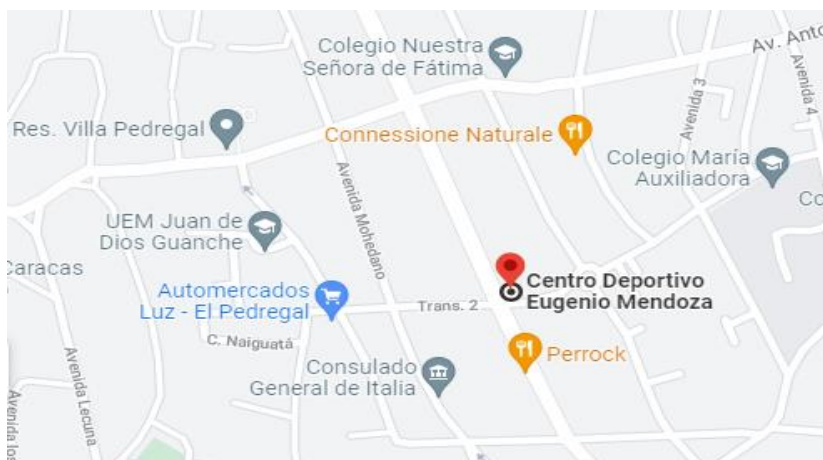 Colegio Nuestra
Señora de Fátima
Av. Anto
Avenida 3
Avenida 4
Res. Villa Pedregal
Connessione Naturale
Colegio María
Auxiliadora
Co
Avenida Mohedano
UEM Juan de
Dios Guanche
Caracas
Centro Deportivo
Eugenio Mendoza
Automercados
Luz - El Pedregal
Trans. 2
C. Naiguatá
Perrock
Consulado
General de Italia
Avenida Lecuna
Avenida los